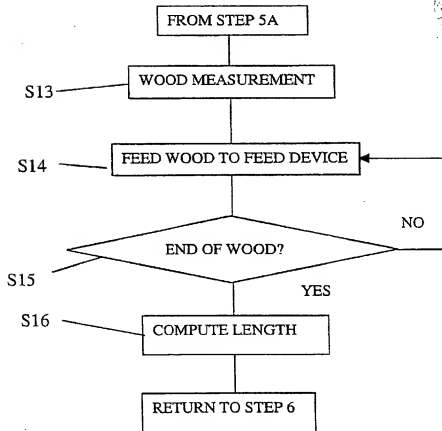 FROM STEP 5A
S13
WOOD MEASUREMENT
S14
FEED WOOD TO FEED DEVICE
NO
END OF WOOD?
S15
YES
S16
COMPUTE LENGTH
RETURN TO STEP 6